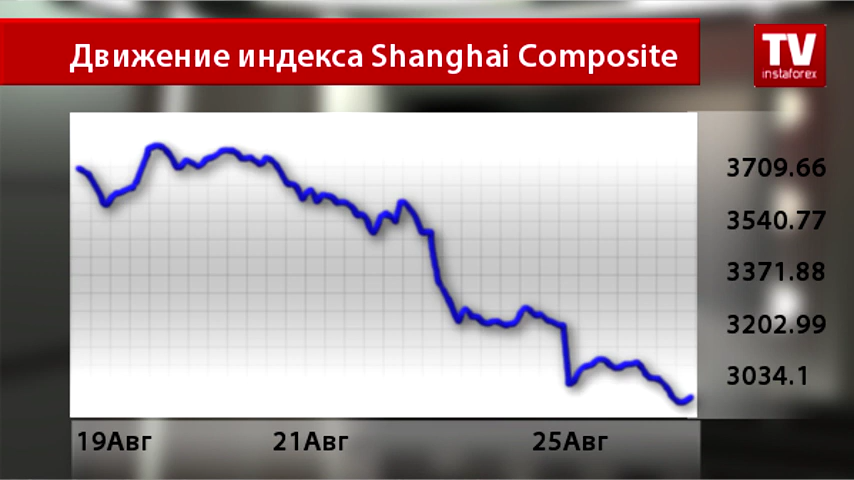 Движение индекса Shanghai Composite
TV
instaforex
3709.66
3540.77
3371.88
3202.99
3034.1
19Авг
21Авг
25Авг